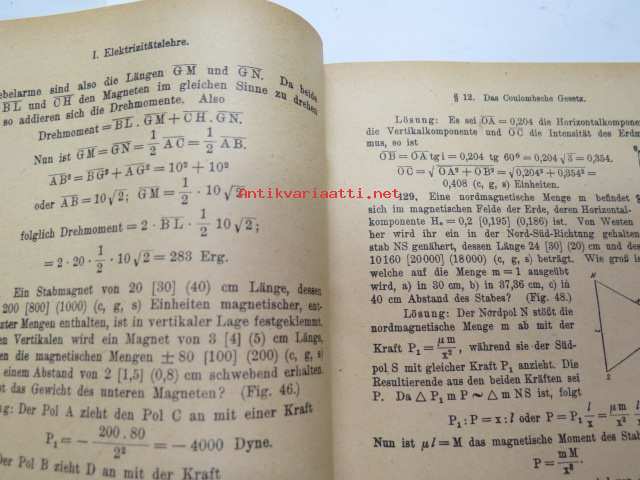 I. Elektrizitätslehre.
ebelarme sind also die Längen GM und GN. Da beide
BL und CH den Magneten im gleichen Sinne zu drehen
so addieren sich die Drehmomente. Also
Drehmoment = BL . GM + CH . GN.
Nun ist GM = GN = 1/2 AC = 1/2 AB.
AB² = BG² + AG² = 10² + 10²
oder AB = 10√2; GM = 1/2 · 10√2;
folglich Drehmoment = 2 · BL · 1/2 10√2;
= 2 · 20 · 1/2 · 10√2 = 283 Erg.
Ein Stabmagnet von 20 [30] (40) cm Länge, dessen
200 [800] (1000) (c, g, s) Einheiten magnetischer, ent-
zter Mengen enthalten, ist in vertikaler Lage festgeklemmt.
en Vertikalen wird ein Magnet von 3 [4] (5) cm Länge,
en die magnetischen Mengen ± 80 [100] (200) (c, g, s)
einem Abstand von 2 [1,5] (0,8) cm schwebend erhalten.
t das Gewicht des unteren Magneten? (Fig. 46.)
ng: Der Pol A zieht den Pol C an mit einer Kraft
P₁ = − 200 . 80 / 2² = − 4000 Dyne.
Der Pol B zieht D an mit der Kraft
§ 12. Das Coulombsche Gesetz.
Lösung: Es sei OA = 0,204 die Horizontalkompone
die Vertikalkomponente und OC die Intensität des Erdm
mus, so ist
OB = OA tg i = 0,204 tg 60° = 0,204 √3 = 0,354.
OC = √OA² + OB² = √0,204² + 0,354² =
0,408 (c, g, s) Einheiten.
129. Eine nordmagnetische Menge m befindet
sich im magnetischen Felde der Erde, deren Horizontal-
komponente H₀ = 0,2 [0,195] (0,186) ist. Von Westen
her wird ihr ein in der Nord-Süd-Richtung gehalten
stab NS genähert, dessen Länge 24 [30] (20) cm und des
10160 [20000] (18000) (c, g, s) beträgt. Wie groß is
welche auf die Menge m = 1 ausgeübt
wird, a) in 30 cm, b) in 37,36 cm, c) in
40 cm Abstand des Stabes? (Fig. 48.)
Lösung: Der Nordpol N stößt die
nordmagnetische Menge m ab mit der
Kraft P₁ = μm/x², während sie der Süd-
pol S mit gleicher Kraft P₁ anzieht. Die
Resultierende aus den beiden Kräften sei
P. Da △ P₁ m P ~ △ m NS ist, folgt
P₁ : P = x : l oder P = P₁ l/x = μm/x² · l
Nun ist μl = M das magnetische Moment des Stab
P = mM/x³.
antikvariaatti.net